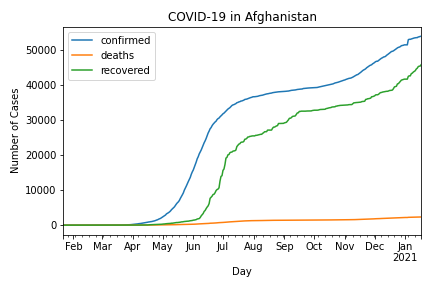 COVID-19 in Afghanistan
confirmed
deaths
recovered
Number of Cases
50000
40000
30000
20000
10000
0
Feb Mar Apr May Jun Jul Aug Sep Oct Nov Dec Jan
2021
Day